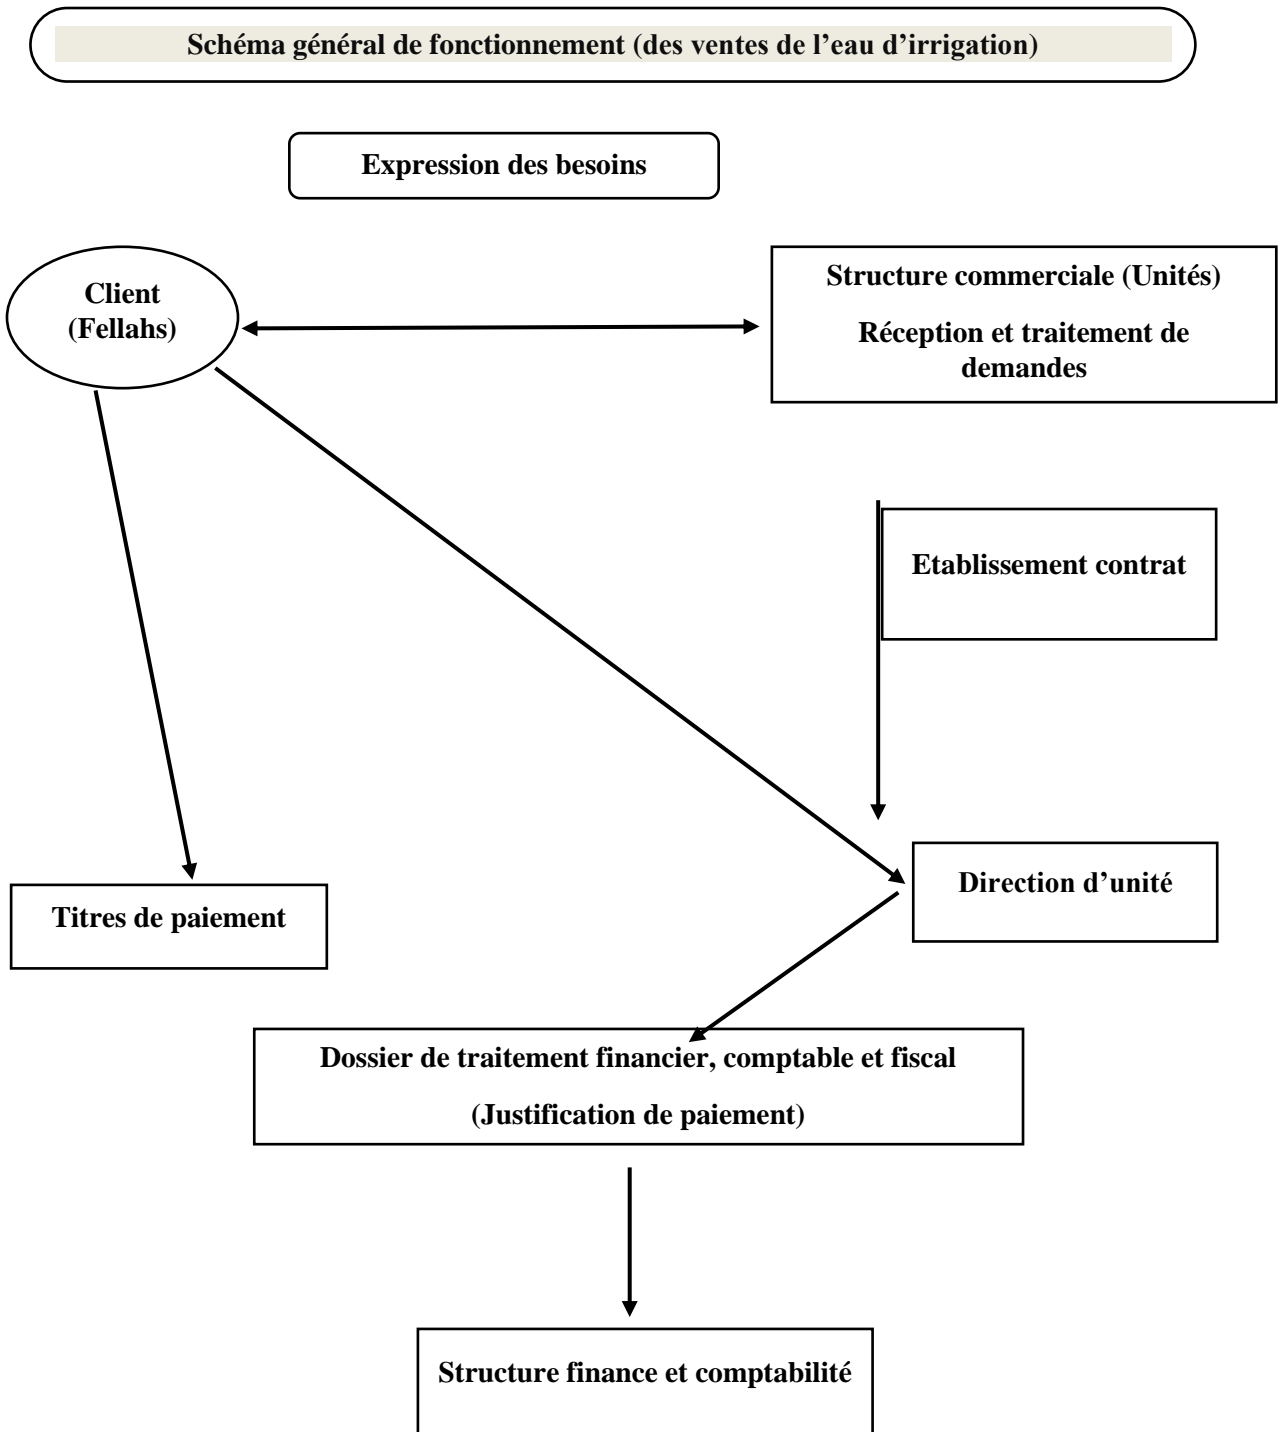 Schéma général de fonctionnement (des ventes de l’eau d’irrigation)
Expression des besoins
Client
(Fellahs)
Structure commerciale (Unités)
Réception et traitement de
demandes
Etablissement contrat
Direction d’unité
Titres de paiement
Dossier de traitement financier, comptable et fiscal
(Justification de paiement)
Structure finance et comptabilité